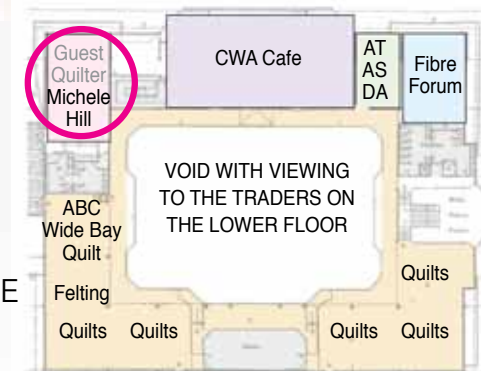 Guest
Quilter
Michele
Hill
CWA Cafe
AT
AS
DA
Fibre
Forum
VOID WITH VIEWING
TO THE TRADERS ON
THE LOWER FLOOR
ABC
Wide Bay
Quilt
E
Felting
Quilts
Quilts
Quilts
Quilts
Quilts